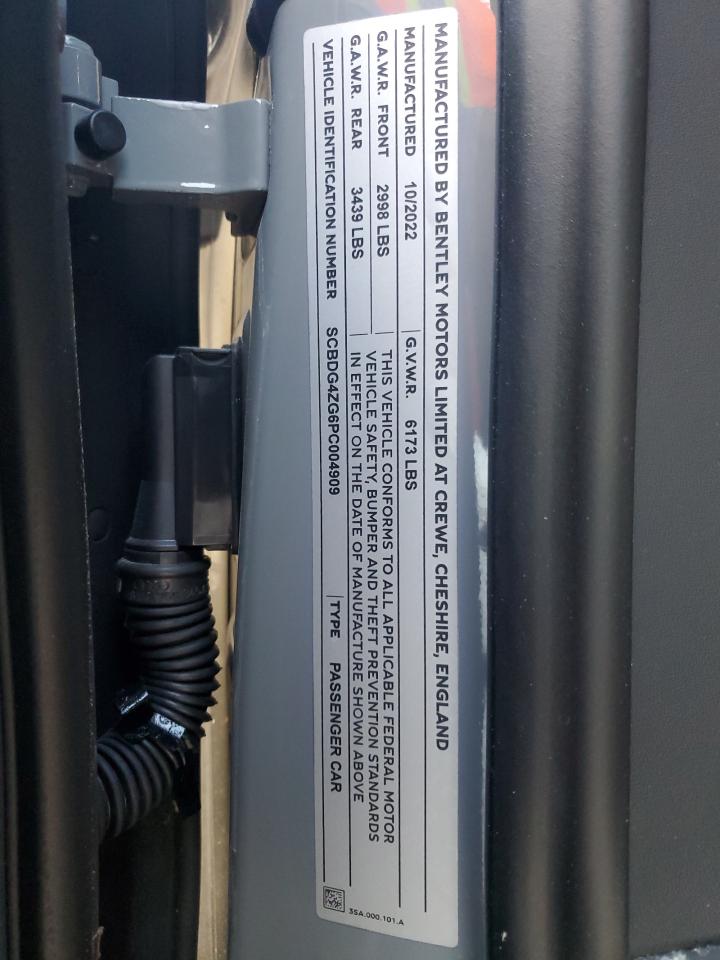 MANUFACTURED BY BENTLEY MOTORS LIMITED AT CREWE, CHESHIRE, ENGLAND
MANUFACTURED 10/2022 G.V.W.R. 6173 LBS
G.A.W.R. FRONT 2998 LBS
G.A.W.R. REAR 3439 LBS
THIS VEHICLE CONFORMS TO ALL APPLICABLE FEDERAL MOTOR
VEHICLE SAFETY, BUMPER AND THEFT PREVENTION STANDARDS
IN EFFECT ON THE DATE OF MANUFACTURE SHOWN ABOVE
VEHICLE IDENTIFICATION NUMBER SCBDG4ZG6PC004909 TYPE PASSENGER CAR
3SA.000.101.A